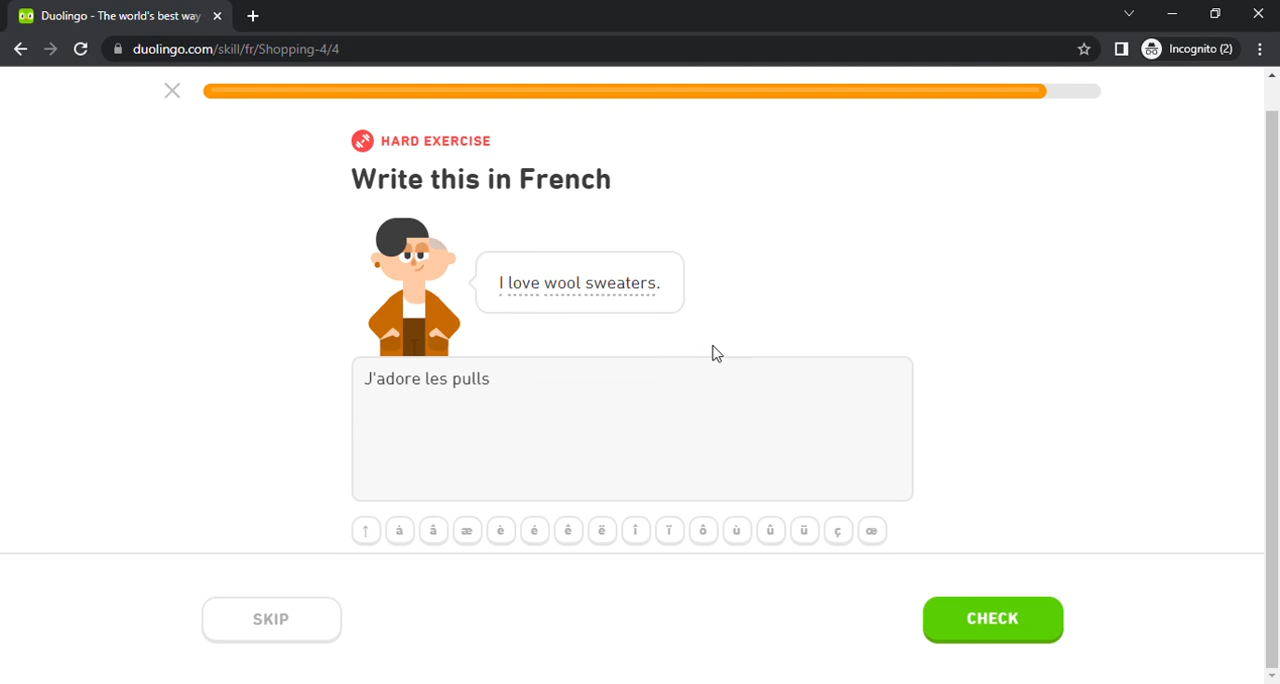 Duolingo - The world's best way
duolingo.com/skill/fr/Shopping-4/4
Incognito (2)
HARD EXERCISE
Write this in French
I love wool sweaters.
J'adore les pulls
↑ à â æ è é ê ë î ï ô ù û ü ç œ
SKIP
CHECK